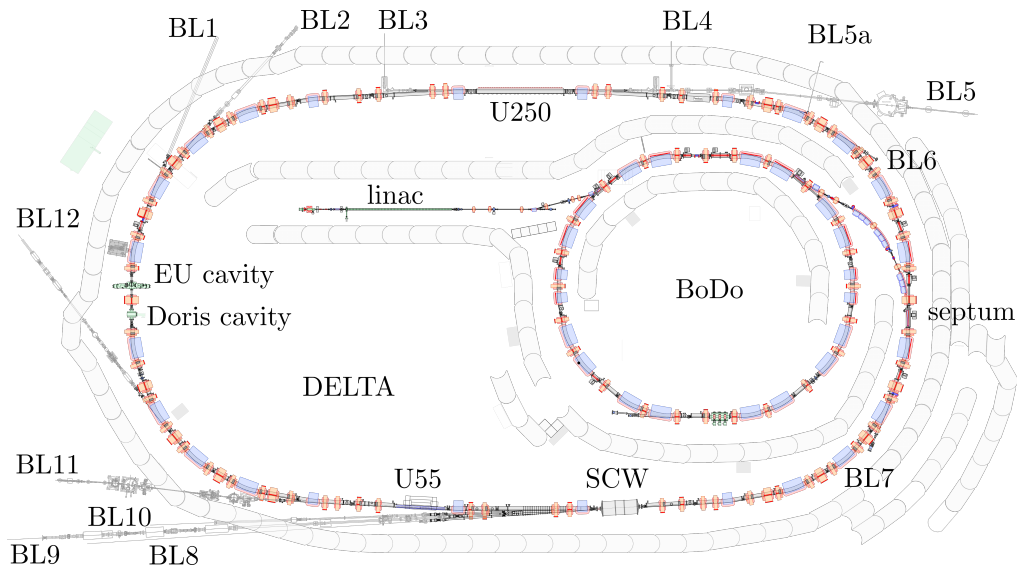 BL1
BL2
BL3
BL4
BL5a
BL5
U250
BL6
linac
BL12
EU cavity
BoDo
Doris cavity
septum
DELTA
BL11
U55
SCW
BL7
BL10
BL9
BL8